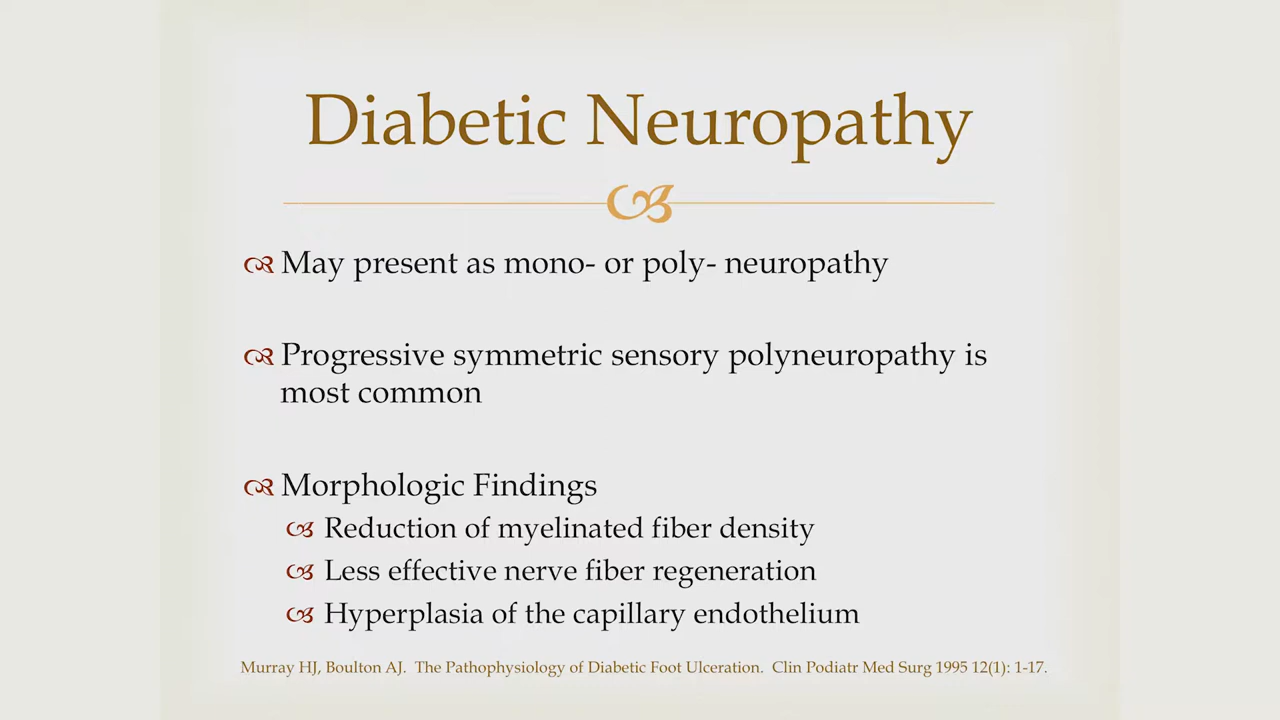 Diabetic Neuropathy
May present as mono- or poly- neuropathy
Progressive symmetric sensory polyneuropathy is
most common
Morphologic Findings
Reduction of myelinated fiber density
Less effective nerve fiber regeneration
Hyperplasia of the capillary endothelium
Murray HJ, Boulton AJ.  The Pathophysiology of Diabetic Foot Ulceration.  Clin Podiatr Med Surg 1995 12(1): 1-17.